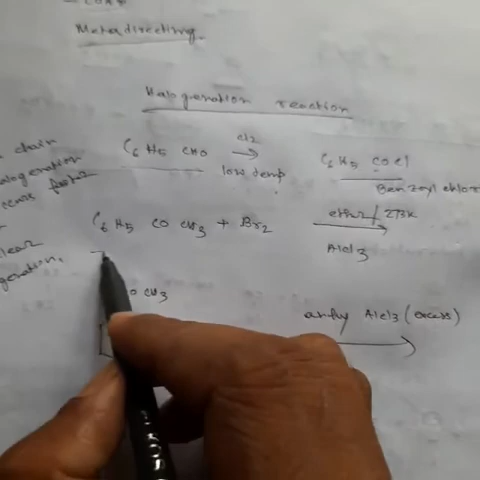 Metadirecting.
Halogenation reaction
chain
C6H5 CHO Cl2 → low temp C6H5 COCl
Benzoyl chlor
C6H5 CO CH3 + Br2 ether/273K → AlCl3
O CH3
anhy AlCl3 (excess) →